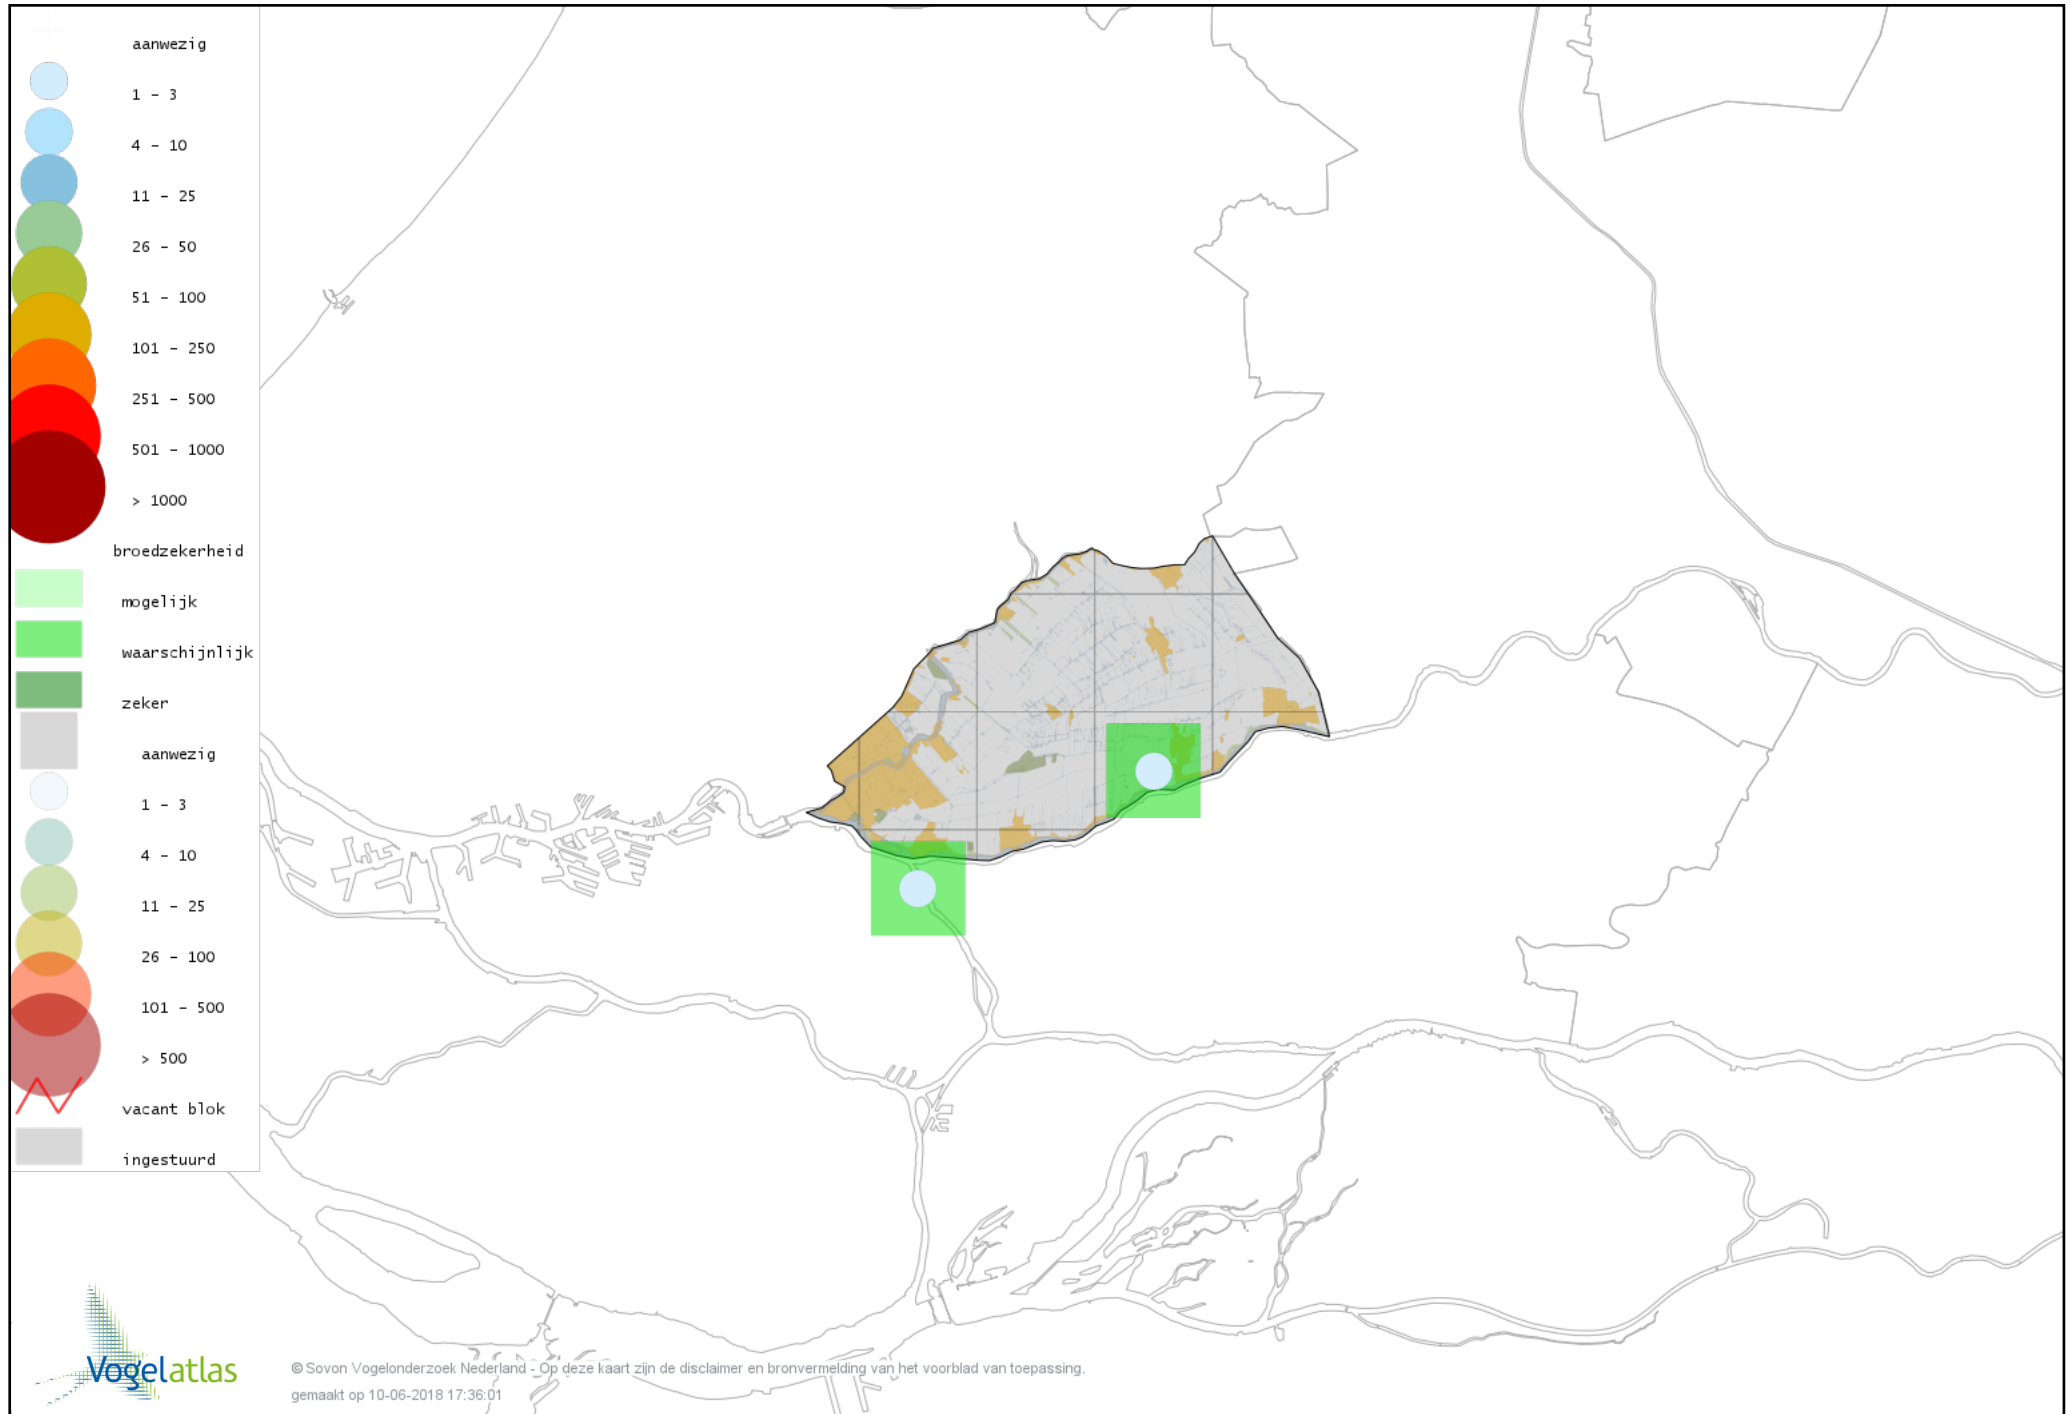 aanwezig
1 - 3
4 - 10
11 - 25
26 - 50
51 - 100
101 - 250
251 - 500
501 - 1000
> 1000
broedzekerheid
mogelijk
waarschijnlijk
zeker
aanwezig
1 - 3
4 - 10
11 - 25
26 - 100
101 - 500
> 500
vacant blok
ingestuurd
Vogelatlas
© Sovon Vogelonderzoek Nederland - Op deze kaart zijn de disclaimer en bronvermelding van het voorblad van toepassing.
gemaakt op 10-06-2018 17:36:01